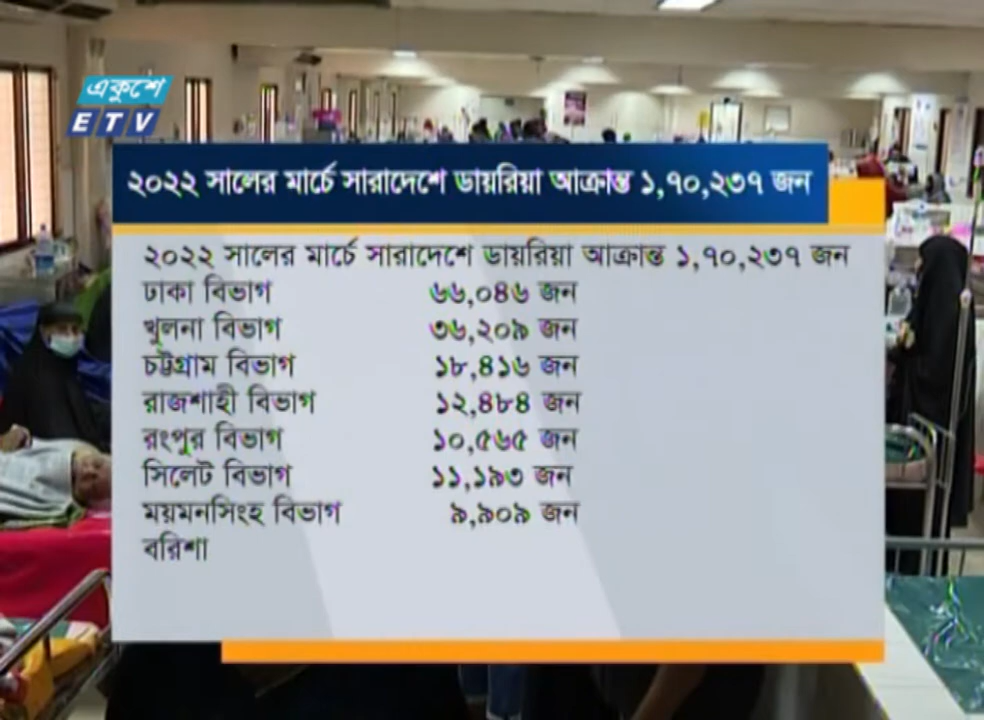 একুশে
ETV
২০২২ সালের মার্চে সারাদেশে ডায়রিয়া আক্রান্ত ১,৭০,২৩৭ জন
২০২২ সালের মার্চে সারাদেশে ডায়রিয়া আক্রান্ত ১,৭০,২৩৭ জন
ঢাকা বিভাগ ৬৬,০৪৬ জন
খুলনা বিভাগ ৩৬,২০৯ জন
চট্টগ্রাম বিভাগ ১৮,৪১৬ জন
রাজশাহী বিভাগ ১২,৪৮৪ জন
রংপুর বিভাগ ১০,৫৬৫ জন
সিলেট বিভাগ ১১,১৯৩ জন
ময়মনসিংহ বিভাগ ৯,৯০৯ জন
বরিশা